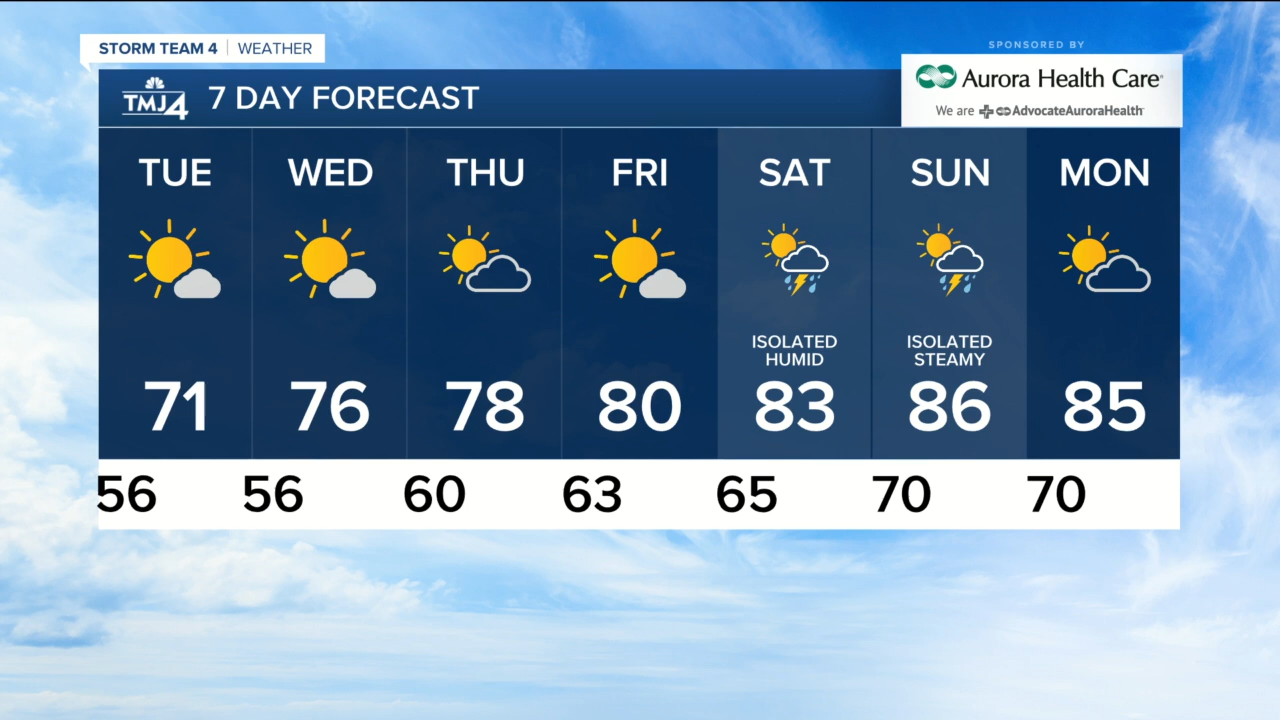 STORM TEAM 4 | WEATHER
SPONSORED BY
Aurora Health Care®
We are AdvocateAuroraHealth™
TMJ4
7 DAY FORECAST
TUE WED THU FRI SAT SUN MON
ISOLATED ISOLATED
HUMID STEAMY
71 76 78 80 83 86 85
56 56 60 63 65 70 70